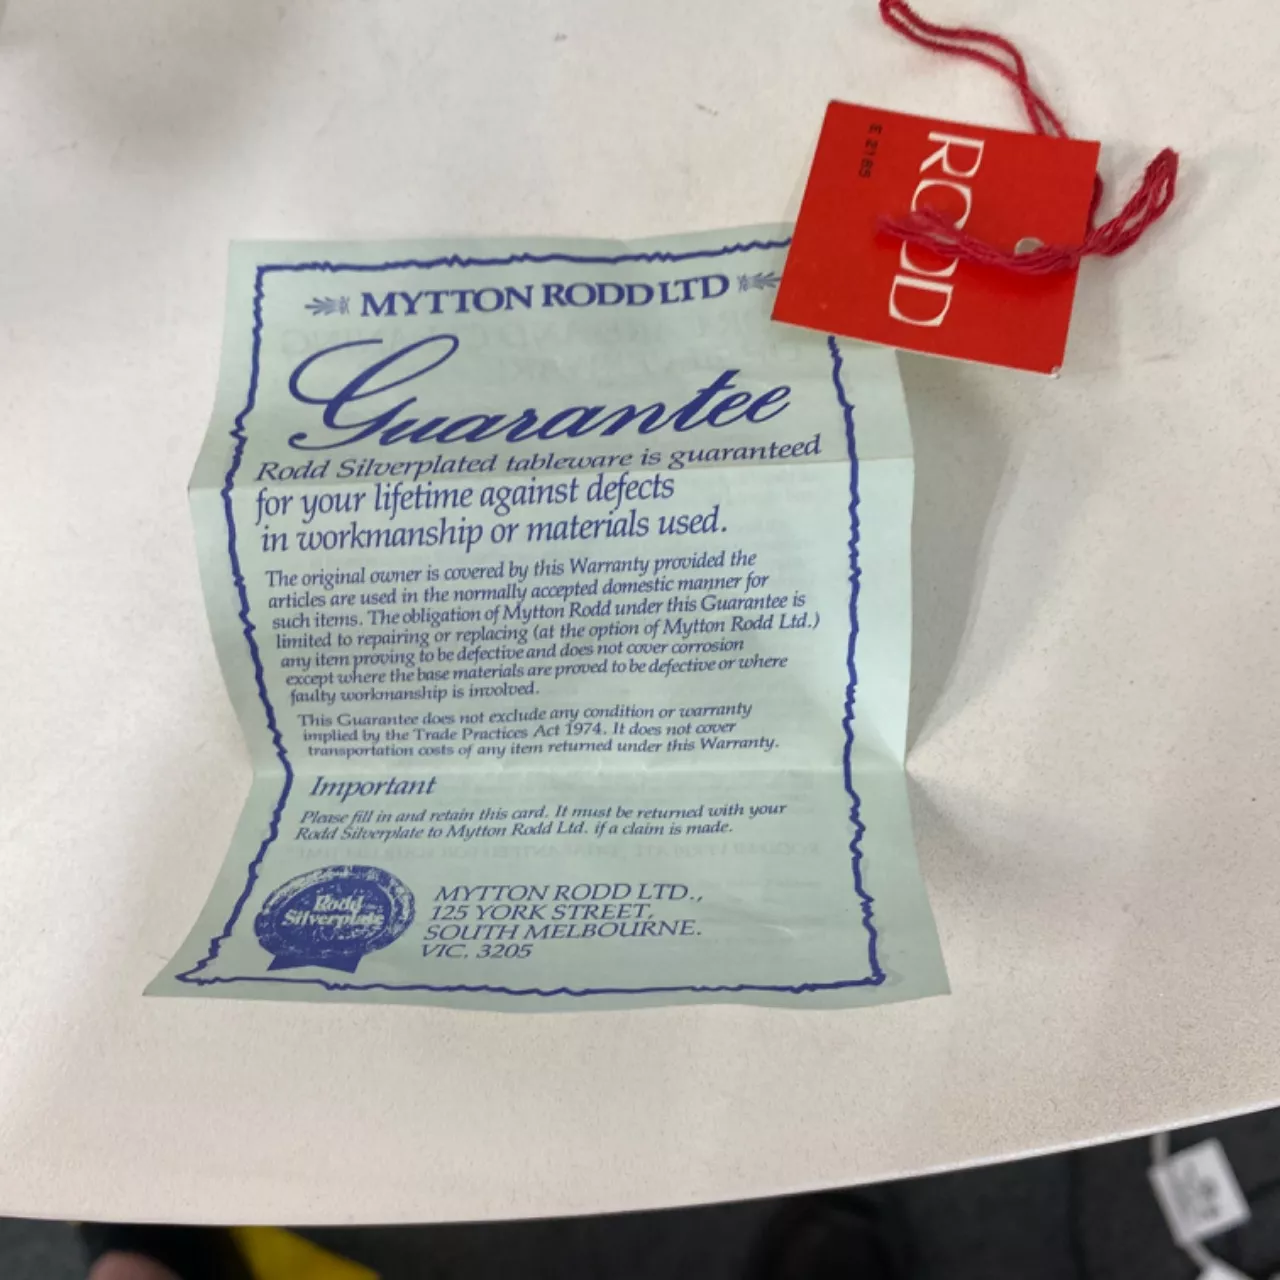 RODD
E 2185
MYTTON RODD LTD
Guarantee
Rodd Silverplated tableware is guaranteed
for your lifetime against defects
in workmanship or materials used.
The original owner is covered by this Warranty provided the
articles are used in the normally accepted domestic manner for
such items. The obligation of Mytton Rodd under this Guarantee is
limited to repairing or replacing (at the option of Mytton Rodd Ltd.)
any item proving to be defective and does not cover corrosion
except where the base materials are proved to be defective or where
faulty workmanship is involved.
This Guarantee does not exclude any condition or warranty
implied by the Trade Practices Act 1974. It does not cover
transportation costs of any item returned under this Warranty.
Important
Please fill in and retain this card. It must be returned with your
Rodd Silverplate to Mytton Rodd Ltd. if a claim is made.
Rodd
Silverplate
MYTTON RODD LTD.,
125 YORK STREET,
SOUTH MELBOURNE.
VIC, 3205